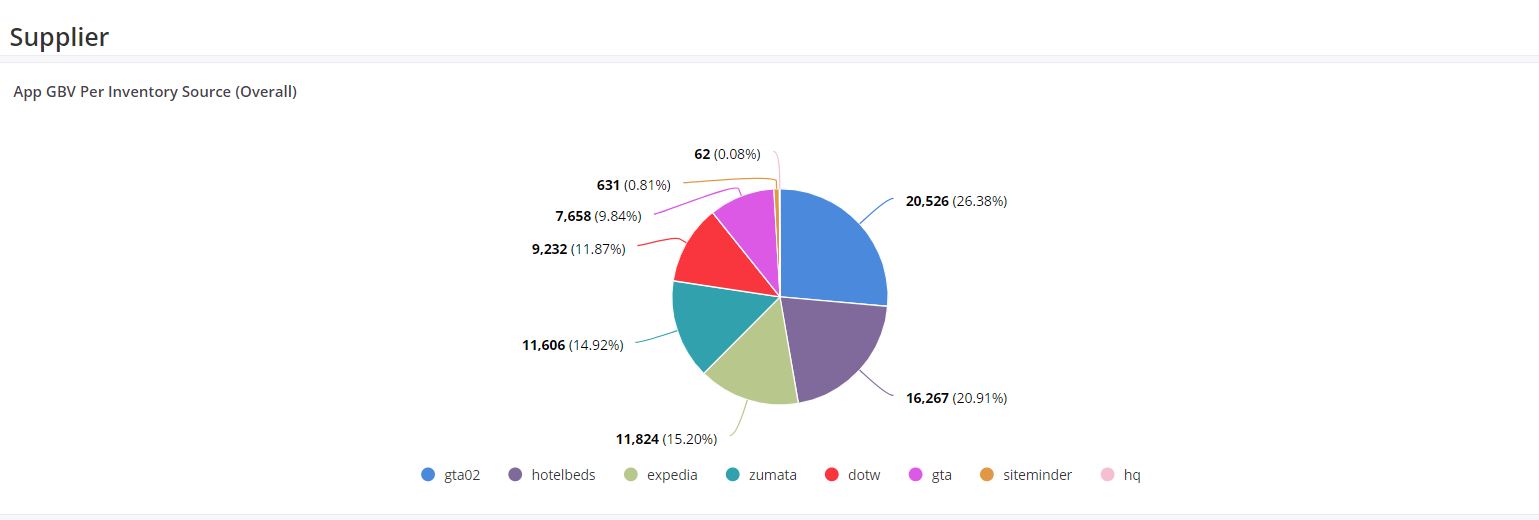 Supplier
App GBV Per Inventory Source (Overall)
62 (0.08%)
631 (0.81%)
7,658 (9.84%)
20,526 (26.38%)
9,232 (11.87%)
11,606 (14.92%)
16,267 (20.91%)
11,824 (15.20%)
gta02 hotelbeds expedia zumata dotw gta siteminder hq